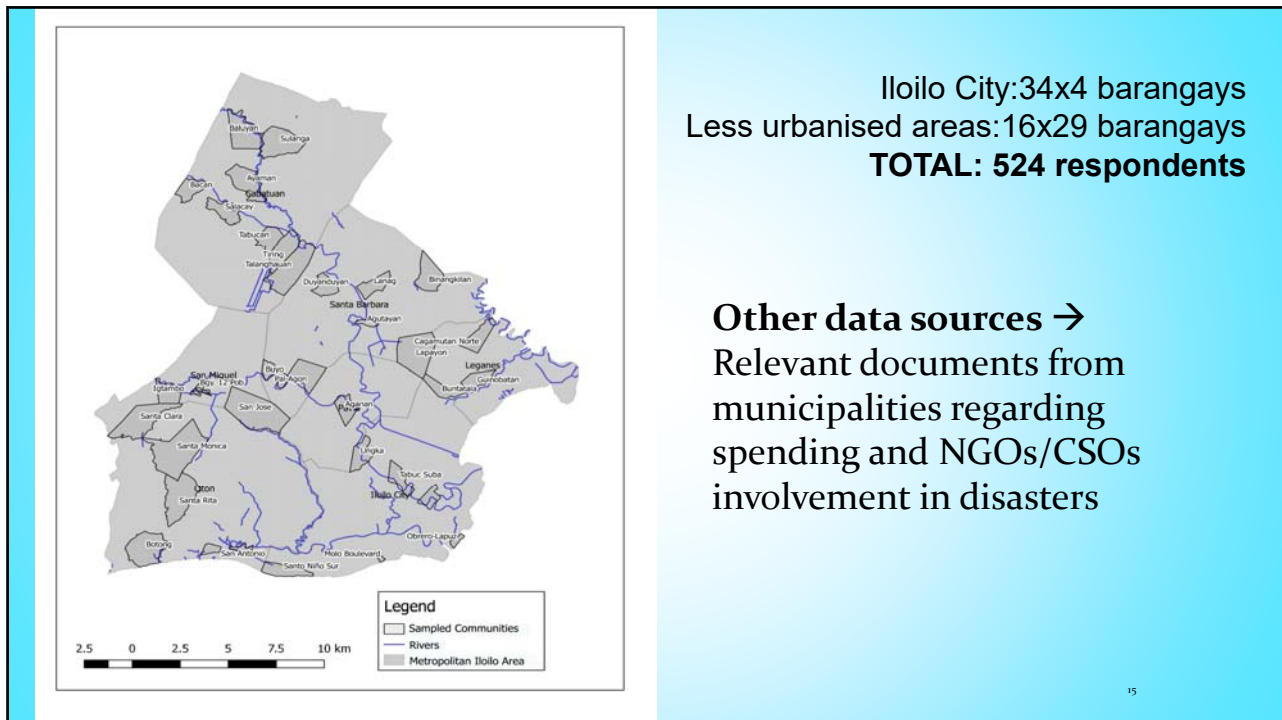 Baluyan
Sulanga
Ayaman
Cabatuan
Bacan
Salacay
Tabucan
Tiring
Talanghauan
Duyanduyan
Lanag
Binangkilan
Santa Barbara
Agutayan
Cagamutan Norte
Lapayon
Leganes
Guinobatan
Buntatala
San Miguel
Bgy. 12 Pob.
Igtambo
Buyo
Pal-Agon
San Jose
Aganan
Santa Clara
Santa Monica
Ungka
Tabuc Suba
Iloilo City
Oton
Santa Rita
Obrero-Lapuz
Botong
San Antonio
Molo Boulevard
Santo Niño Sur
Legend
Sampled Communities
Rivers
Metropolitan Iloilo Area
2.5 0 2.5 5 7.5 10 km
Iloilo City:34x4 barangays
Less urbanised areas:16x29 barangays
TOTAL: 524 respondents
Other data sources →
Relevant documents from
municipalities regarding
spending and NGOs/CSOs
involvement in disasters
15